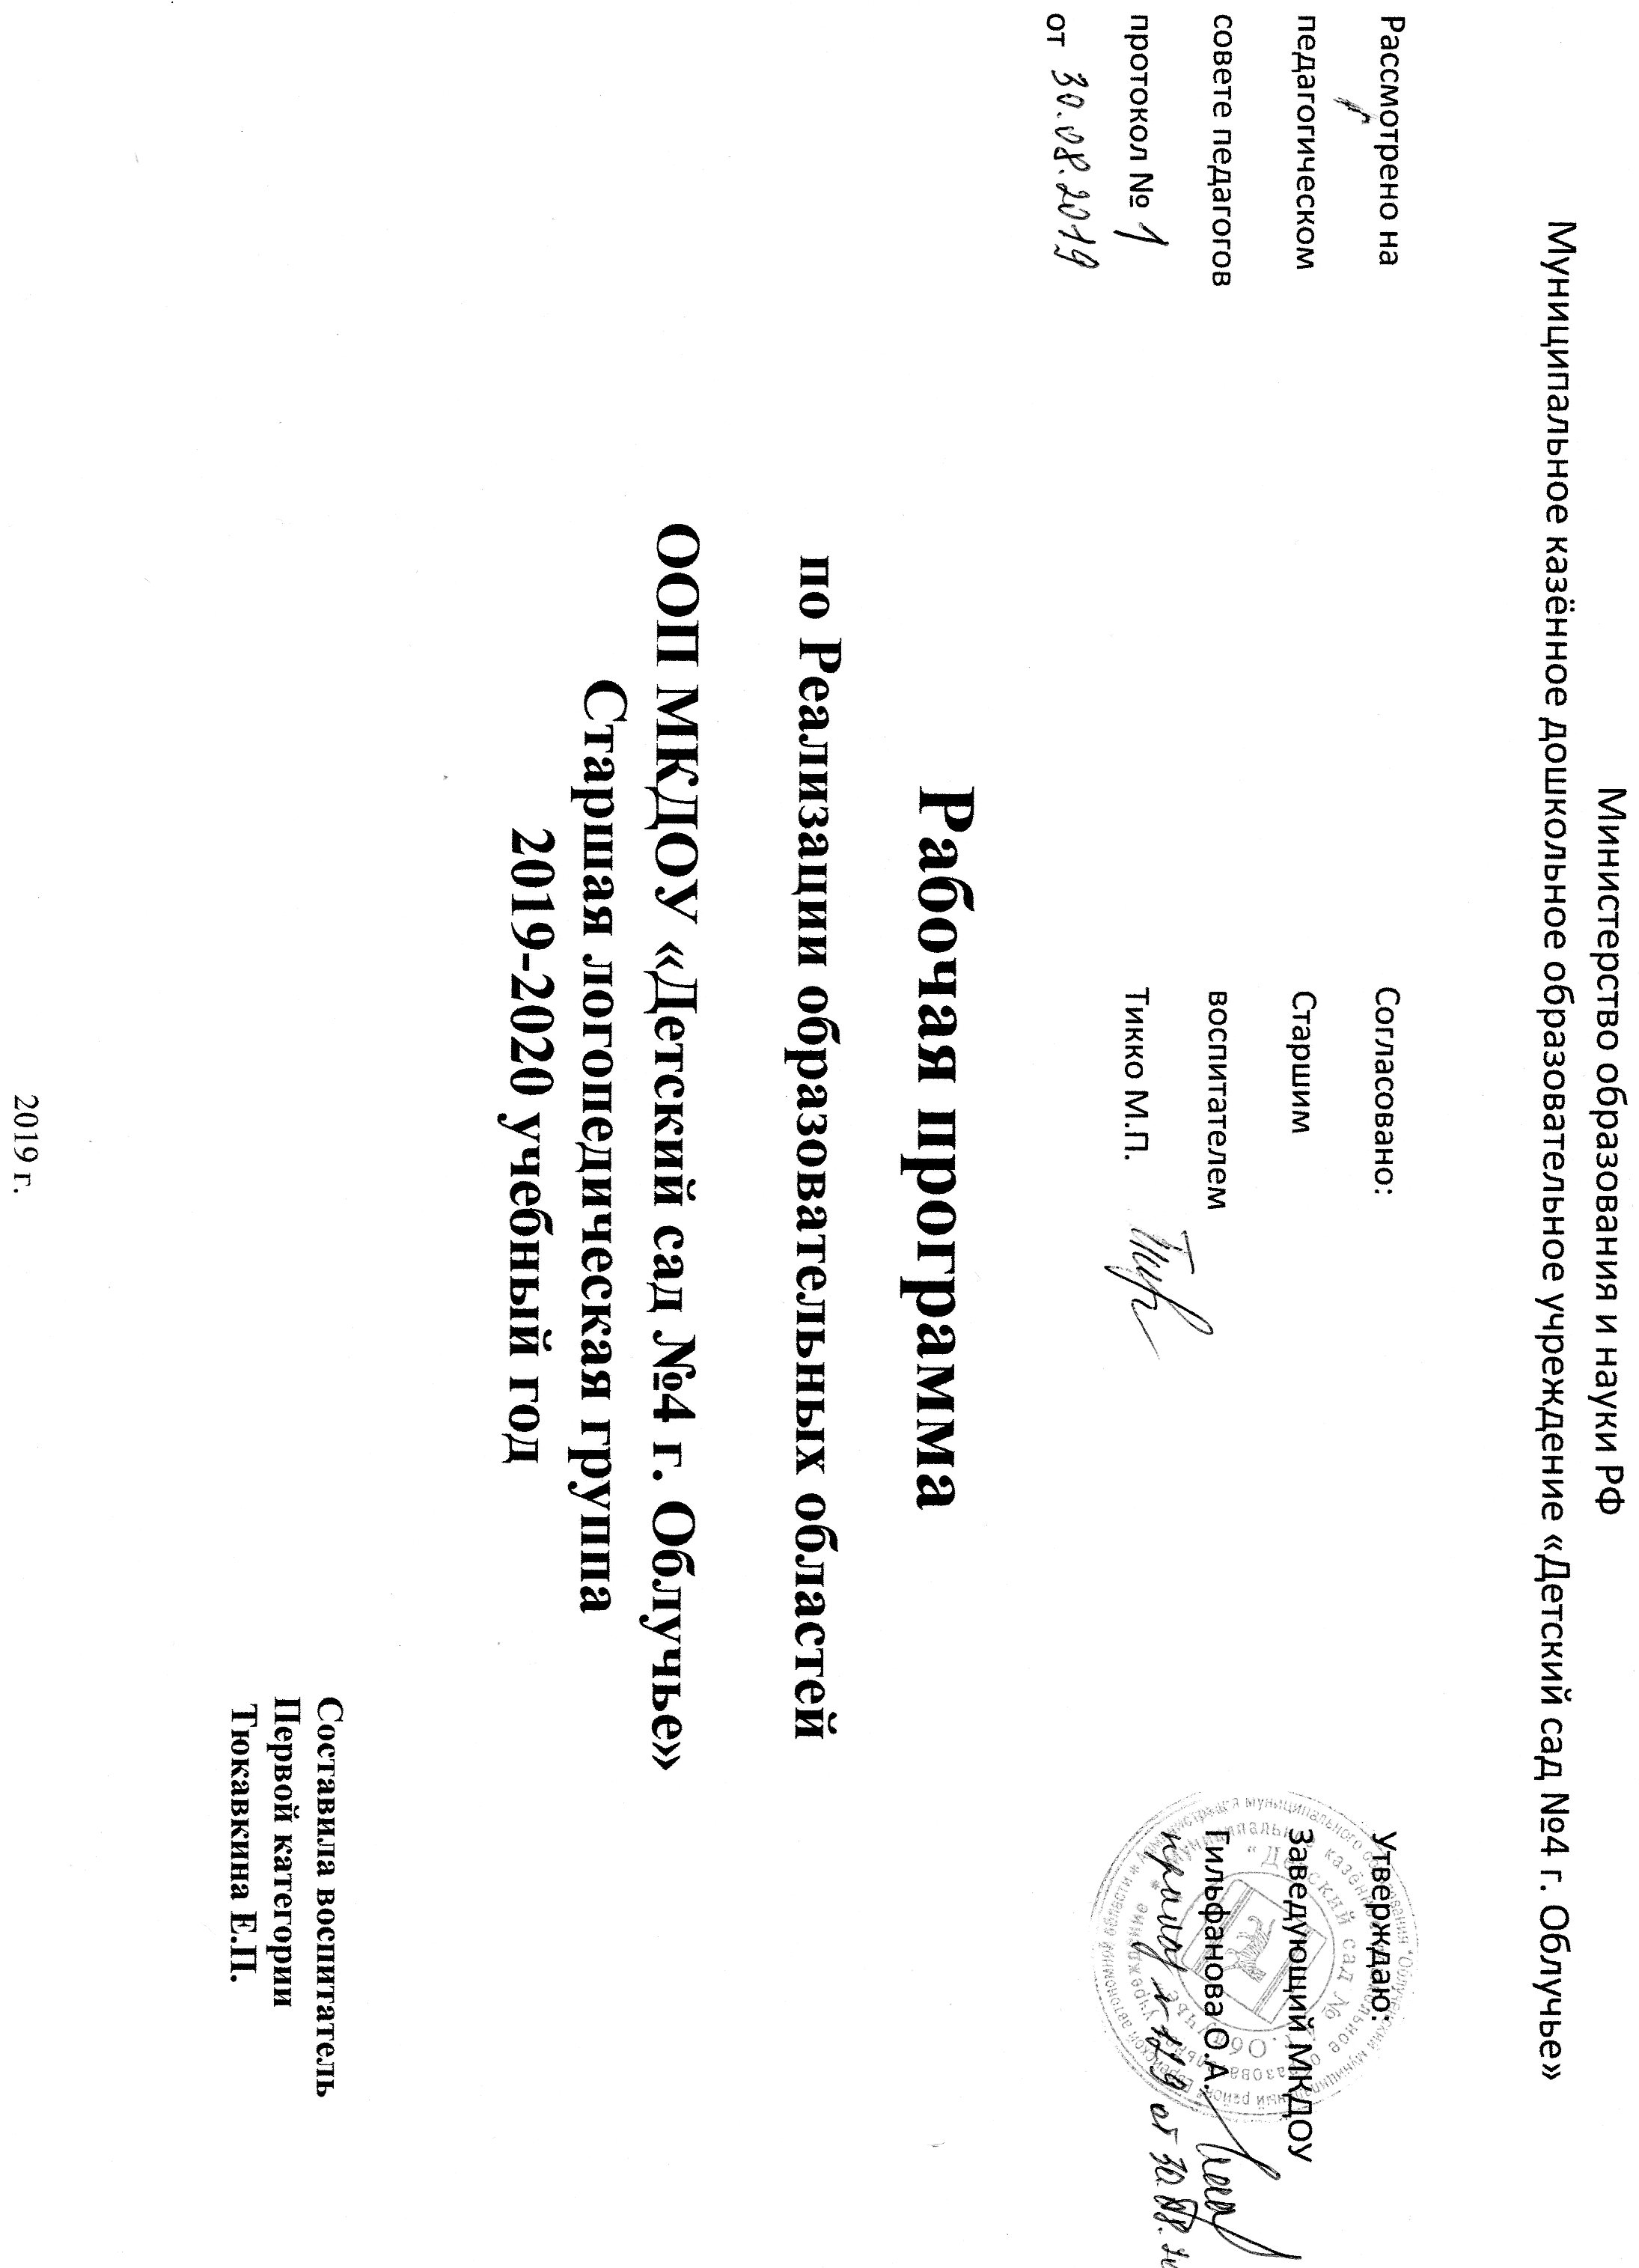 Министерство образования и науки РФ
Муниципальное казённое дошкольное образовательное учреждение «Детский сад №4 г. Облучье»
Рассмотрено на
педагогическом
совете педагогов
протокол № 1
от 30.08.2019
Согласовано:
Старшим
воспитателем
Тикко М.П.
Утверждаю:
Заведующий МКДОУ
Гильфанова О.А.
от 30.08.
Рабочая программа
по Реализации образовательных областей
ООП МКДОУ «Детский сад №4 г. Облучье»
Старшая логопедическая группа
2019-2020 учебный год
Составила воспитатель
Первой категории
Тюкавкина Е.П.
2019 г.